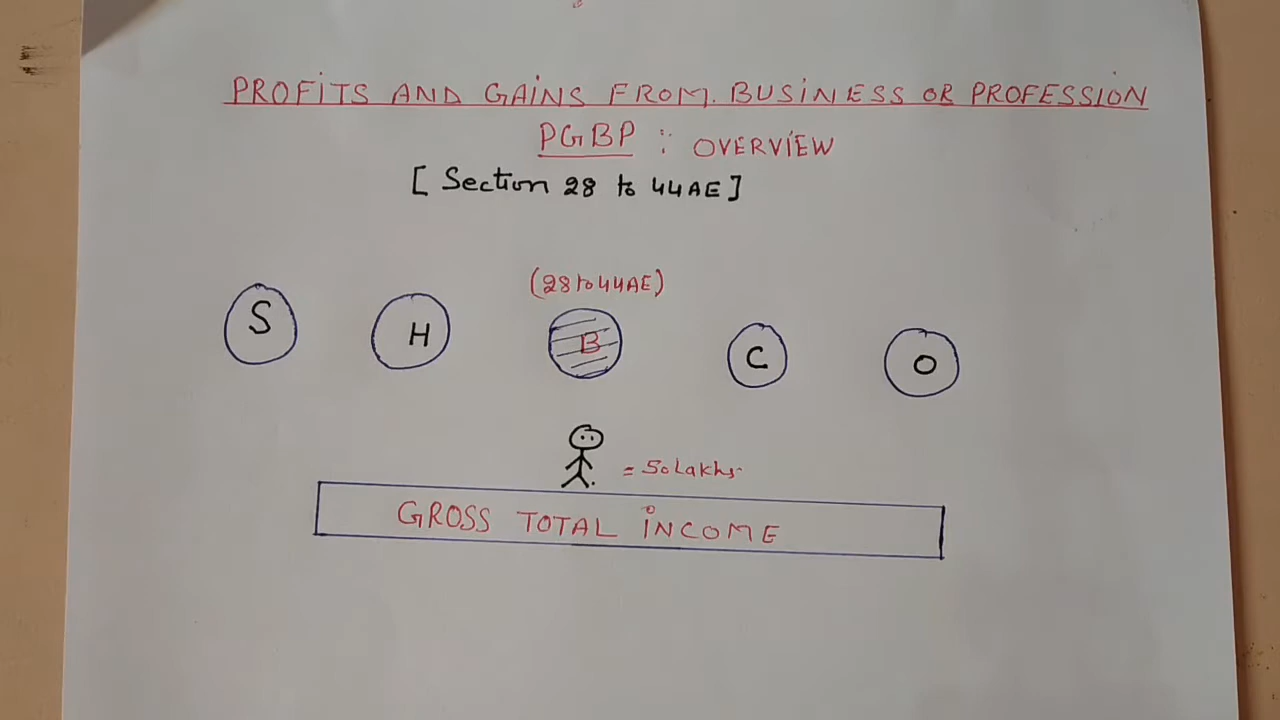 PROFITS AND GAINS FROM BUSINESS OR PROFESSION
PGBP : OVERVIEW
[ Section 28 to 44AE ]
(28 to 44AE)
S H B C O
= 50 Lakhs.
GROSS TOTAL INCOME